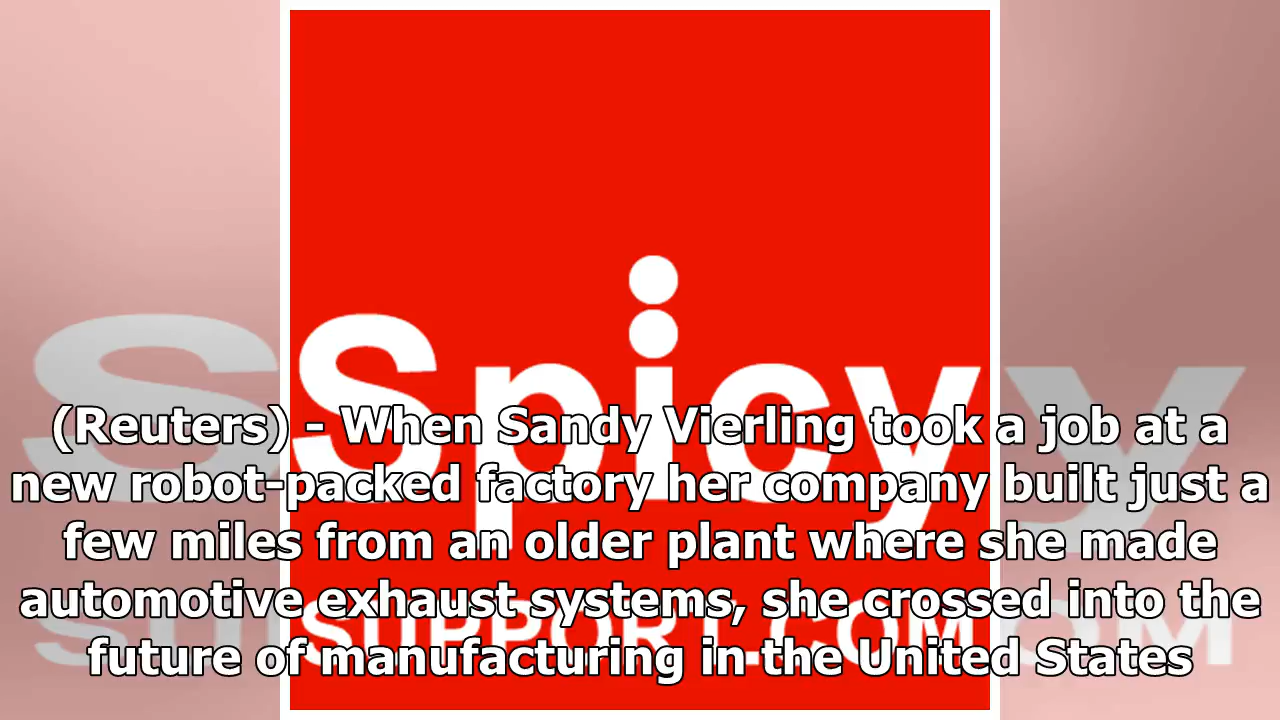 Spicy
SUPPORT.COM
(Reuters) - When Sandy Vierling took a job at a
new robot-packed factory her company built just a
few miles from an older plant where she made
automotive exhaust systems, she crossed into the
future of manufacturing in the United States